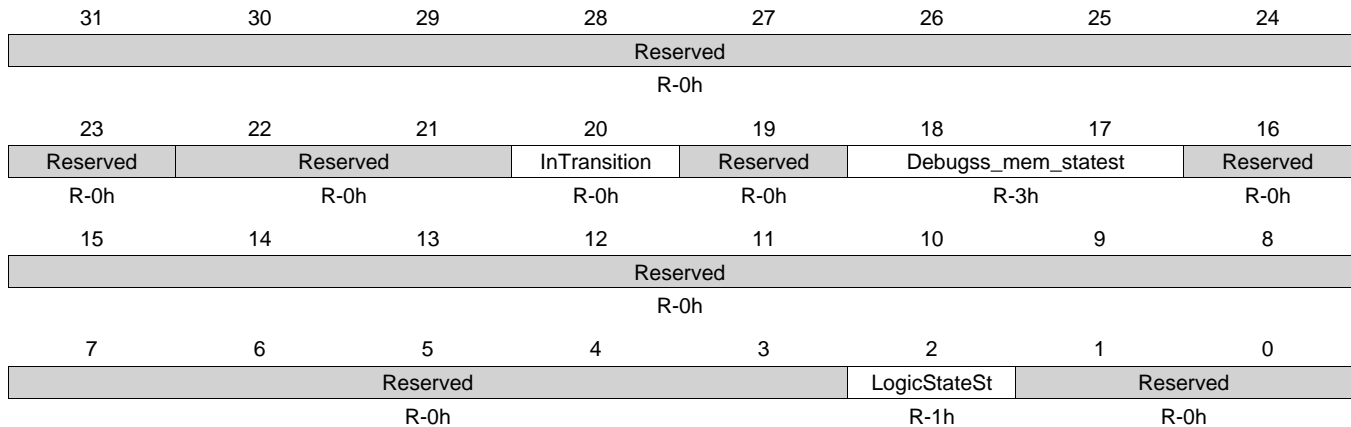 31 30 29 28 27 26 25 24
Reserved
R-0h
23 22 21 20 19 18 17 16
Reserved Reserved InTransition Reserved Debugss_mem_statest Reserved
R-0h R-0h R-0h R-0h R-3h R-0h
15 14 13 12 11 10 9 8
Reserved
R-0h
7 6 5 4 3 2 1 0
Reserved LogicStateSt Reserved
R-0h R-1h R-0h